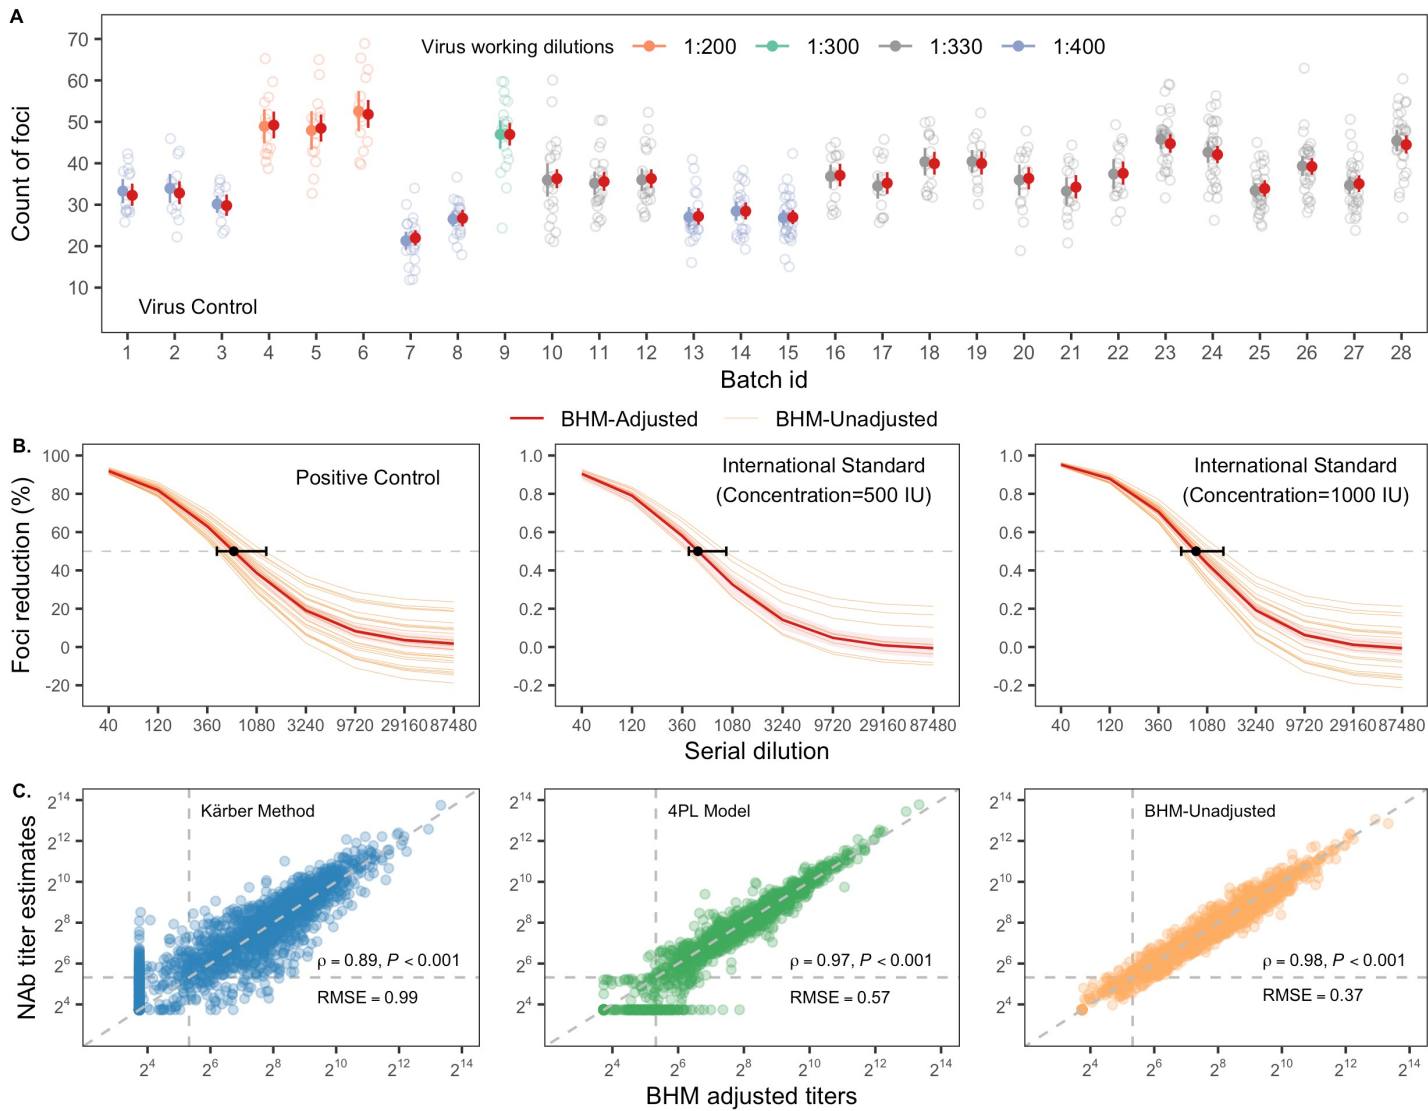 A
Virus working dilutions 1:200 1:300 1:330 1:400
Count of foci
70
60
50
40
30
20
10
Virus Control
1 2 3 4 5 6 7 8 9 10 11 12 13 14 15 16 17 18 19 20 21 22 23 24 25 26 27 28
Batch id
BHM-Adjusted BHM-Unadjusted
B.
Foci reduction (%)
100
80
60
40
20
0
-20
Positive Control
40 120 360 1080 3240 9720 29160 87480
1.0
0.8
0.6
0.4
0.2
0.0
-0.2
International Standard
(Concentration=500 IU)
40 120 360 1080 3240 9720 29160 87480
1.0
0.8
0.6
0.4
0.2
0.0
-0.2
International Standard
(Concentration=1000 IU)
40 120 360 1080 3240 9720 29160 87480
Serial dilution
C.
NAb titer estimates
2^14
2^12
2^10
2^8
2^6
2^4
Kärber Method
ρ = 0.89, P < 0.001
RMSE = 0.99
2^4 2^6 2^8 2^10 2^12 2^14
2^14
2^12
2^10
2^8
2^6
2^4
4PL Model
ρ = 0.97, P < 0.001
RMSE = 0.57
2^4 2^6 2^8 2^10 2^12 2^14
2^14
2^12
2^10
2^8
2^6
2^4
BHM-Unadjusted
ρ = 0.98, P < 0.001
RMSE = 0.37
2^4 2^6 2^8 2^10 2^12 2^14
BHM adjusted titers